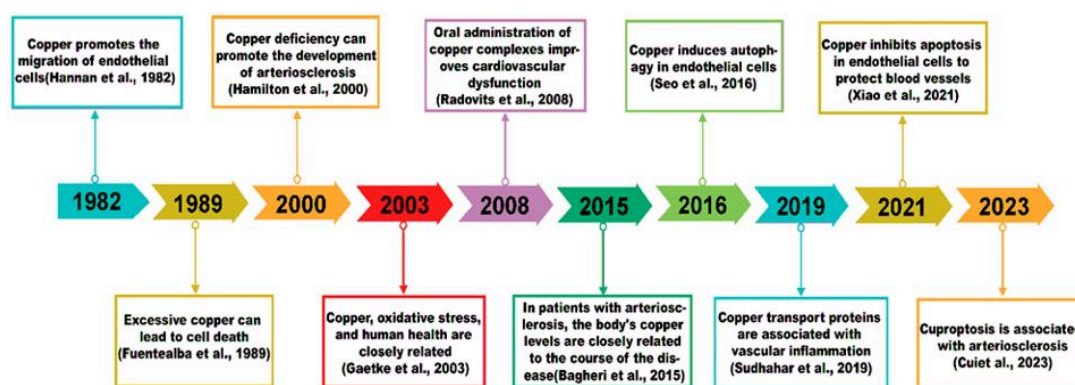 Copper promotes the
migration of endothelial
cells(Hannan et al., 1982)
Copper deficiency can
promote the development
of arteriosclerosis
(Hamilton et al., 2000)
Oral administration of
copper complexes impr-
oves cardiovascular
dysfunction
(Radovits et al., 2008)
Copper induces autoph-
agy in endothelial cells
(Seo et al., 2016)
Copper inhibits apoptosis
in endothelial cells to
protect blood vessels
(Xiao et al., 2021)
1982
1989
2000
2003
2008
2015
2016
2019
2021
2023
Excessive copper can
lead to cell death
(Fuentealba et al., 1989)
Copper, oxidative stress,
and human health are
closely related
(Gaetke et al., 2003)
In patients with arteriosc-
lerosis, the body's copper
levels are closely related
to the course of the dis-
ease(Bagheri et al., 2015)
Copper transport proteins
are associated with
vascular inflammation
(Sudhahar et al., 2019)
Cuproptosis is associated
with arteriosclerosis
(Cuiet al., 2023)